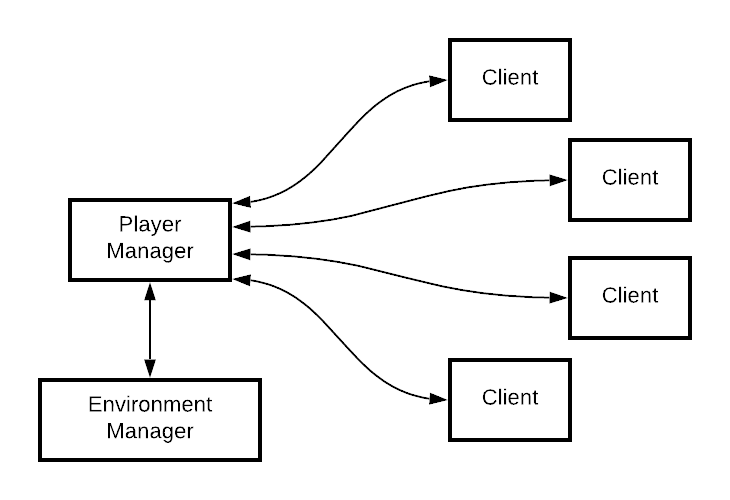 Client
Client
Player
Manager
Client
Client
Environment
Manager